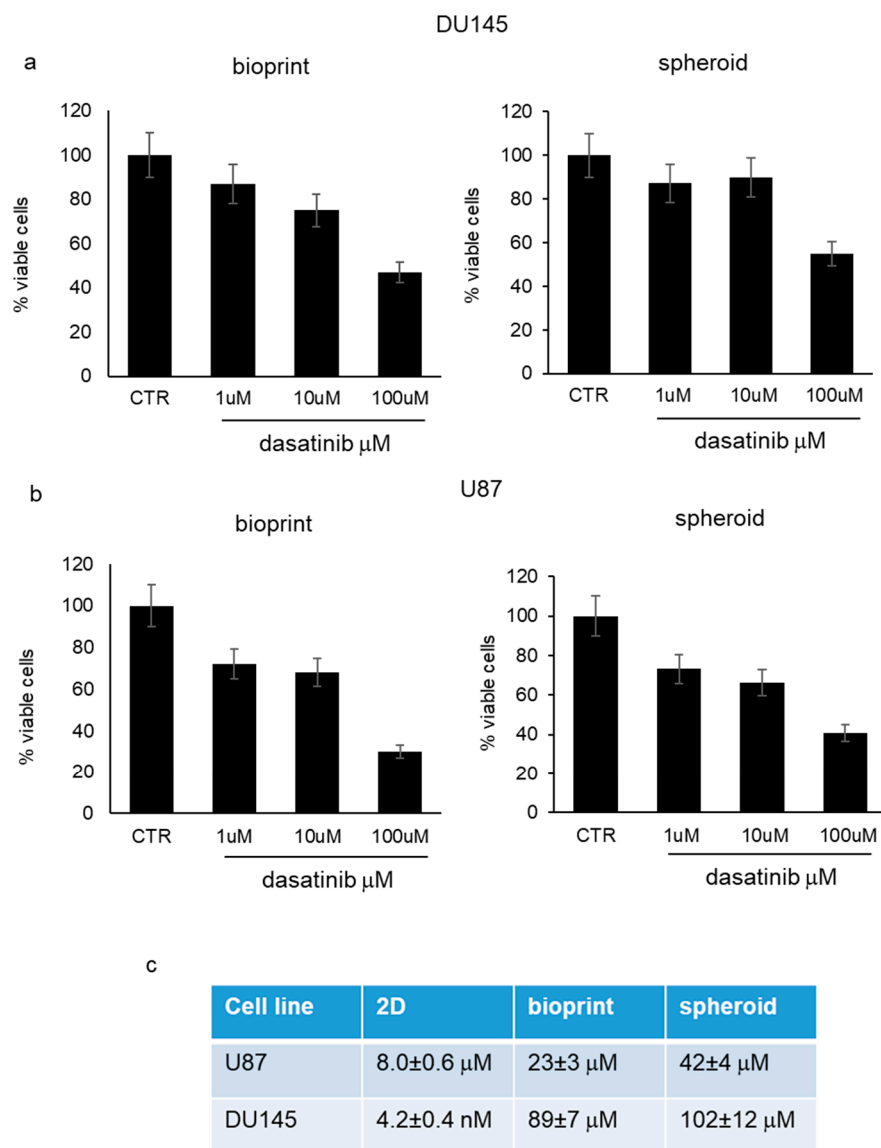 DU145
a
bioprint
spheroid
120
100
80
60
40
20
0
% viable cells
CTR 1uM 10uM 100uM
dasatinib μM
120
100
80
60
40
20
0
% viable cells
CTR 1uM 10uM 100uM
dasatinib μM
b
U87
bioprint
spheroid
120
100
80
60
40
20
0
% viable cells
CTR 1uM 10uM 100uM
dasatinib μM
120
100
80
60
40
20
0
% viable cells
CTR 1uM 10uM 100uM
dasatinib μM
c
Cell line 2D bioprint spheroid
U87 8.0±0.6 μM 23±3 μM 42±4 μM
DU145 4.2±0.4 nM 89±7 μM 102±12 μM